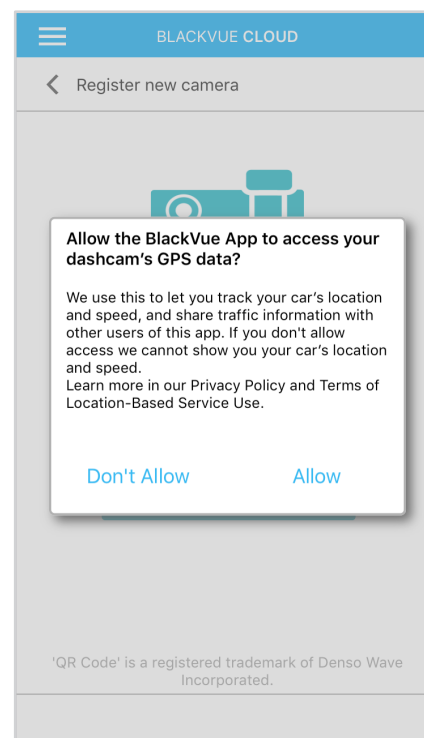 BLACKVUE CLOUD
Register new camera
Allow the BlackVue App to access your
dashcam's GPS data?
We use this to let you track your car's location
and speed, and share traffic information with
other users of this app. If you don't allow
access we cannot show you your car's location
and speed.
Learn more in our Privacy Policy and Terms of
Location-Based Service Use.
Don't Allow Allow
'QR Code' is a registered trademark of Denso Wave
Incorporated.